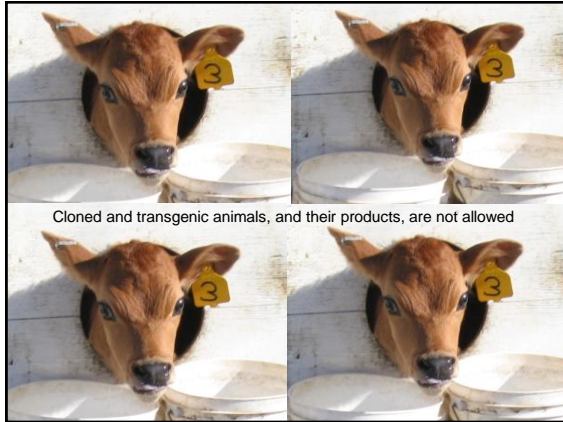 3 3
Cloned and transgenic animals, and their products, are not allowed
3 3